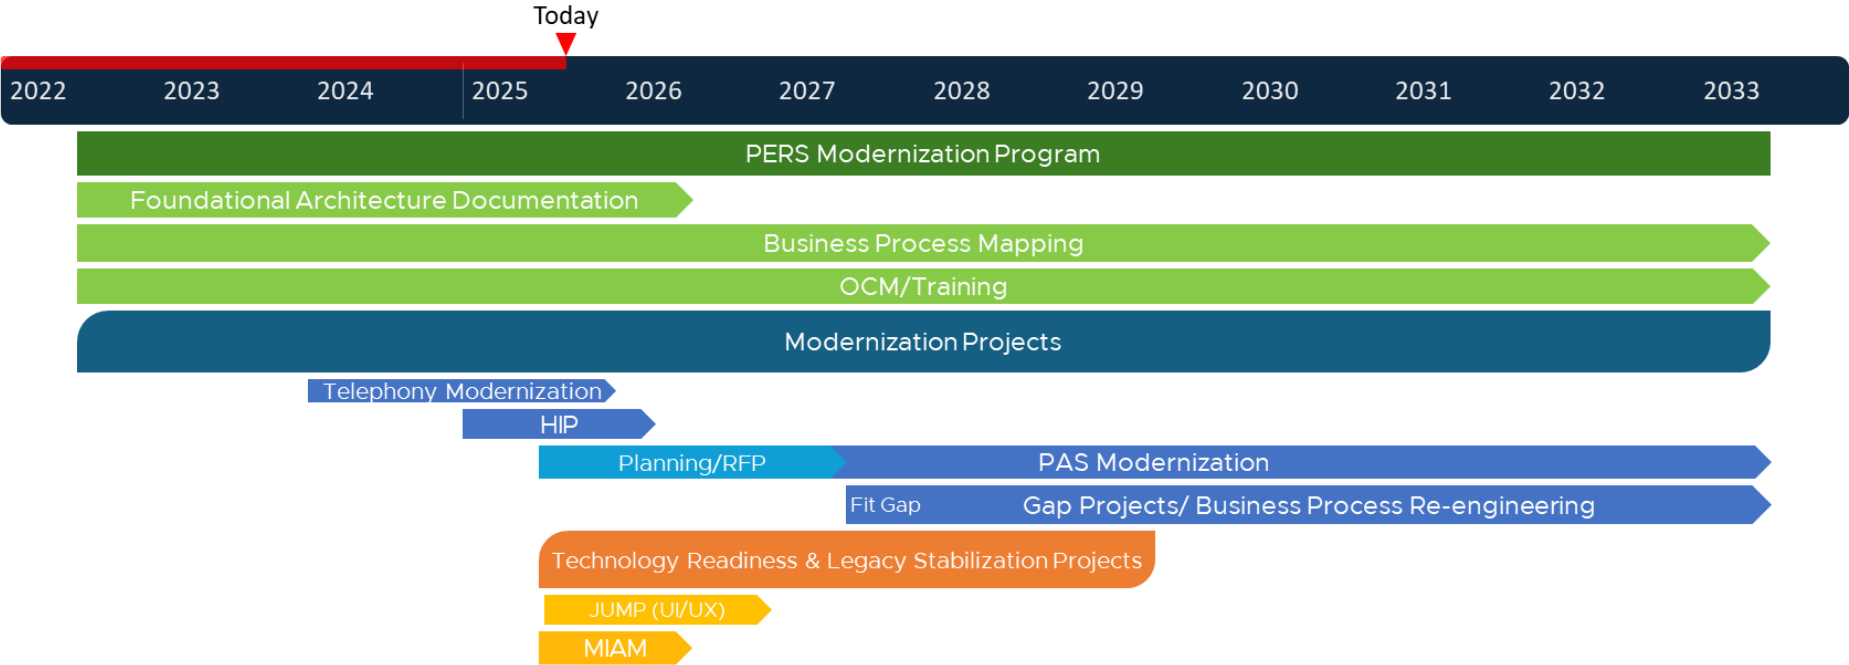 Today
2022 2023 2024 2025 2026 2027 2028 2029 2030 2031 2032 2033
PERS Modernization Program
Foundational Architecture Documentation
Business Process Mapping
OCM/Training
Modernization Projects
Telephony Modernization
HIP
Planning/RFP PAS Modernization
Fit Gap Gap Projects/ Business Process Re-engineering
Technology Readiness & Legacy Stabilization Projects
JUMP (UI/UX)
MIAM